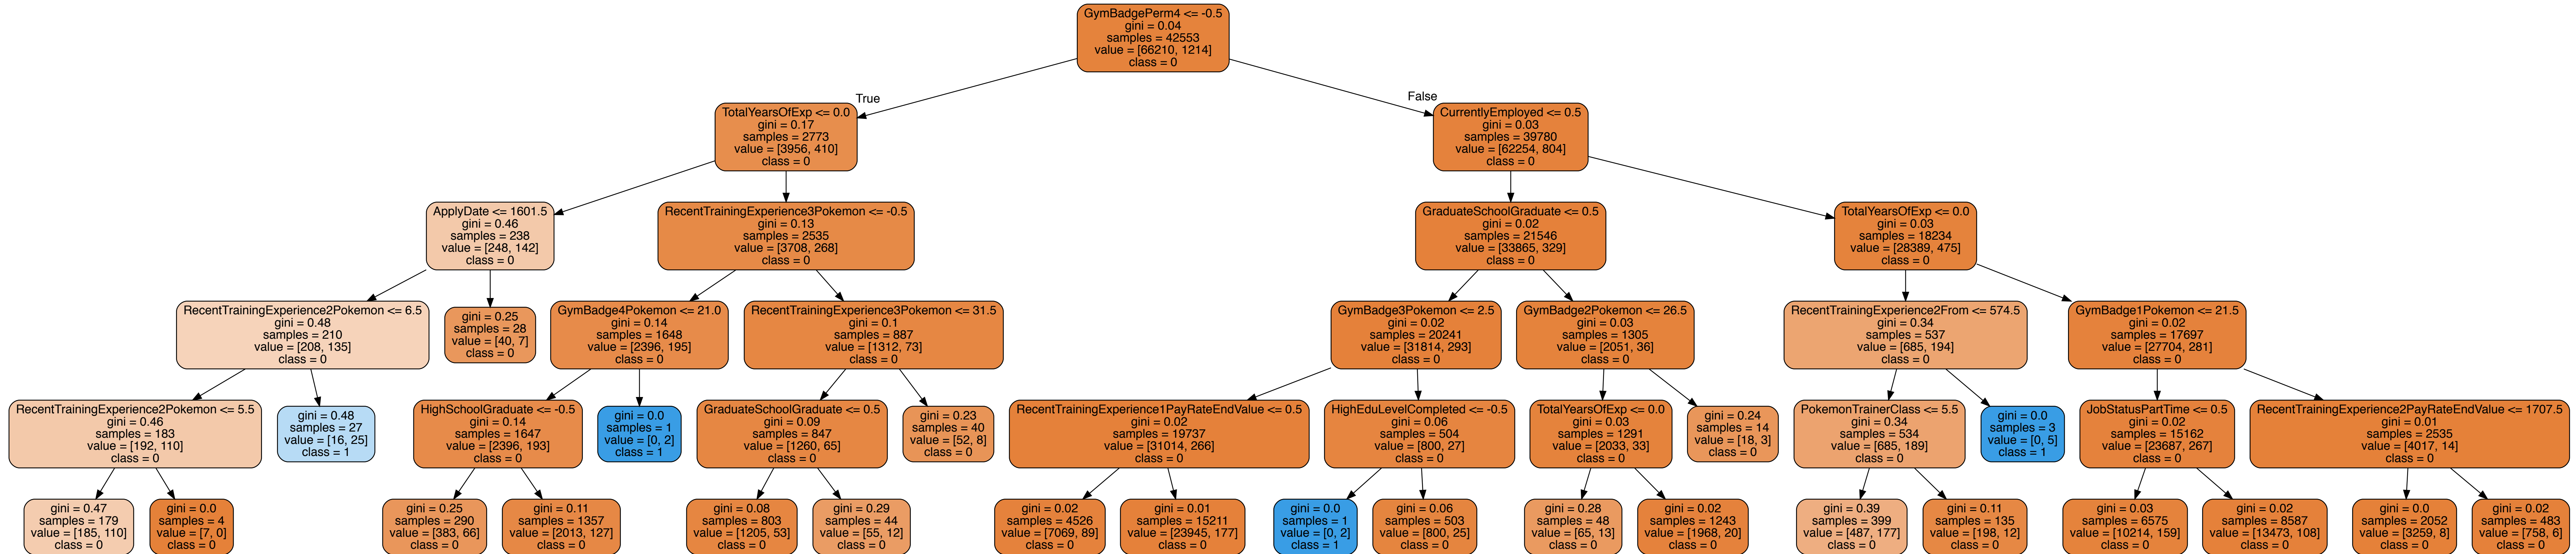 GymBadgePerm4 <= -0.5
gini = 0.04
samples = 42553
value = [66210, 1214]
class = 0
True
False
TotalYearsOfExp <= 0.0
gini = 0.17
samples = 2773
value = [3956, 410]
class = 0
CurrentlyEmployed <= 0.5
gini = 0.03
samples = 39780
value = [62254, 804]
class = 0
ApplyDate <= 1601.5
gini = 0.46
samples = 238
value = [248, 142]
class = 0
RecentTrainingExperience3Pokemon <= -0.5
gini = 0.13
samples = 2535
value = [3708, 268]
class = 0
GraduateSchoolGraduate <= 0.5
gini = 0.02
samples = 21546
value = [33865, 329]
class = 0
TotalYearsOfExp <= 0.0
gini = 0.03
samples = 18234
value = [28389, 475]
class = 0
RecentTrainingExperience2Pokemon <= 6.5
gini = 0.48
samples = 210
value = [208, 135]
class = 0
gini = 0.25
samples = 28
value = [40, 7]
class = 0
GymBadge4Pokemon <= 21.0
gini = 0.14
samples = 1648
value = [2396, 195]
class = 0
RecentTrainingExperience3Pokemon <= 31.5
gini = 0.1
samples = 887
value = [1312, 73]
class = 0
GymBadge3Pokemon <= 2.5
gini = 0.02
samples = 20241
value = [31814, 293]
class = 0
GymBadge2Pokemon <= 26.5
gini = 0.03
samples = 1305
value = [2051, 36]
class = 0
RecentTrainingExperience2From <= 574.5
gini = 0.34
samples = 537
value = [685, 194]
class = 0
GymBadge1Pokemon <= 21.5
gini = 0.02
samples = 17697
value = [27704, 281]
class = 0
RecentTrainingExperience2Pokemon <= 5.5
gini = 0.46
samples = 183
value = [192, 110]
class = 0
gini = 0.48
samples = 27
value = [16, 25]
class = 1
HighSchoolGraduate <= -0.5
gini = 0.14
samples = 1647
value = [2396, 193]
class = 0
gini = 0.0
samples = 1
value = [0, 2]
class = 1
GraduateSchoolGraduate <= 0.5
gini = 0.09
samples = 847
value = [1260, 65]
class = 0
gini = 0.23
samples = 40
value = [52, 8]
class = 0
RecentTrainingExperience1PayRateEndValue <= 0.5
gini = 0.02
samples = 19737
value = [31014, 266]
class = 0
HighEduLevelCompleted <= -0.5
gini = 0.06
samples = 504
value = [800, 27]
class = 0
TotalYearsOfExp <= 0.0
gini = 0.03
samples = 1291
value = [2033, 33]
class = 0
gini = 0.24
samples = 14
value = [18, 3]
class = 0
PokemonTrainerClass <= 5.5
gini = 0.34
samples = 534
value = [685, 189]
class = 0
gini = 0.0
samples = 3
value = [0, 5]
class = 1
JobStatusPartTime <= 0.5
gini = 0.02
samples = 15162
value = [23687, 267]
class = 0
RecentTrainingExperience2PayRateEndValue <= 1707.5
gini = 0.01
samples = 2535
value = [4017, 14]
class = 0
gini = 0.47
samples = 179
value = [185, 110]
class = 0
gini = 0.0
samples = 4
value = [7, 0]
class = 0
gini = 0.25
samples = 290
value = [383, 66]
class = 0
gini = 0.11
samples = 1357
value = [2013, 127]
class = 0
gini = 0.08
samples = 803
value = [1205, 53]
class = 0
gini = 0.29
samples = 44
value = [55, 12]
class = 0
gini = 0.02
samples = 4526
value = [7069, 89]
class = 0
gini = 0.01
samples = 15211
value = [23945, 177]
class = 0
gini = 0.0
samples = 1
value = [0, 2]
class = 1
gini = 0.06
samples = 503
value = [800, 25]
class = 0
gini = 0.28
samples = 48
value = [65, 13]
class = 0
gini = 0.02
samples = 1243
value = [1968, 20]
class = 0
gini = 0.39
samples = 399
value = [487, 177]
class = 0
gini = 0.11
samples = 135
value = [198, 12]
class = 0
gini = 0.03
samples = 6575
value = [10214, 159]
class = 0
gini = 0.02
samples = 8587
value = [13473, 108]
class = 0
gini = 0.0
samples = 2052
value = [3259, 8]
class = 0
gini = 0.02
samples = 483
value = [758, 6]
class = 0